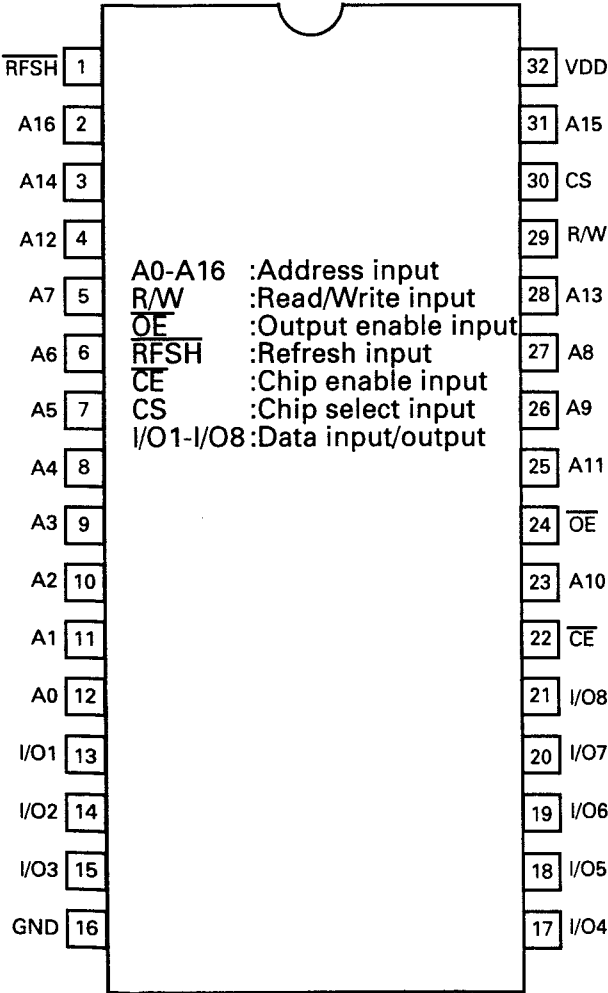 RFSH 1
A16 2
A14 3
A12 4
A7 5
A6 6
A5 7
A4 8
A3 9
A2 10
A1 11
A0 12
I/O1 13
I/O2 14
I/O3 15
GND 16
A0-A16 :Address input
R/W :Read/Write input
OE :Output enable input
RFSH :Refresh input
CE :Chip enable input
CS :Chip select input
I/O1-I/O8 :Data input/output
32 VDD
31 A15
30 CS
29 R/W
28 A13
27 A8
26 A9
25 A11
24 OE
23 A10
22 CE
21 I/O8
20 I/O7
19 I/O6
18 I/O5
17 I/O4